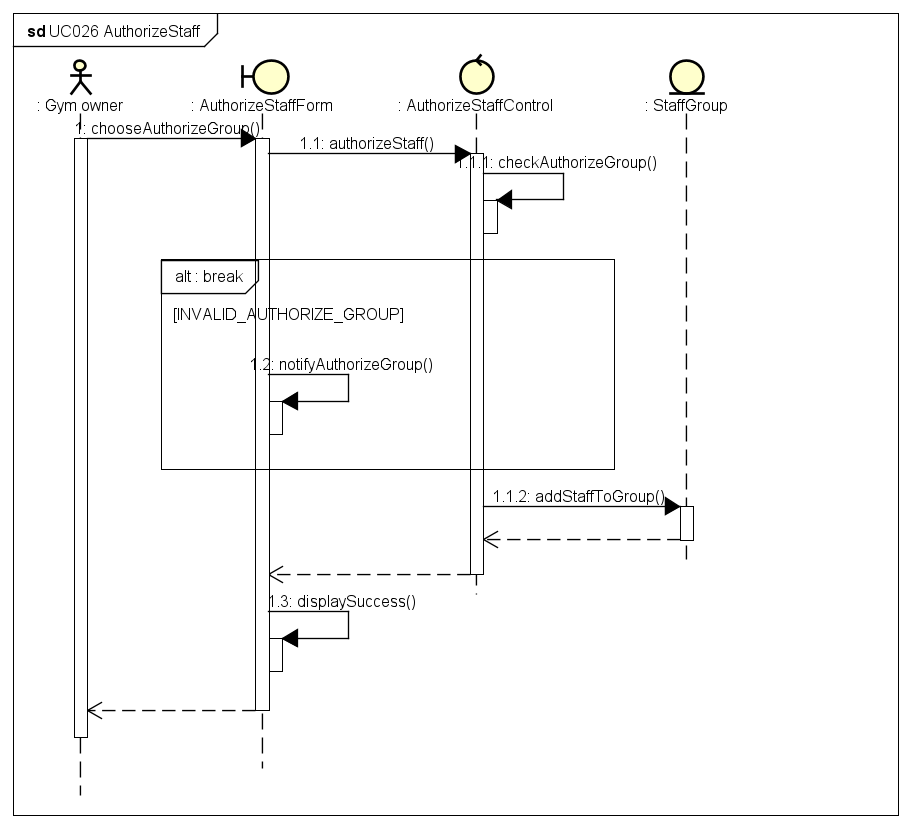 sd UC026 AuthorizeStaff
: Gym owner
: AuthorizeStaffForm
: AuthorizeStaffControl
: StaffGroup
1: chooseAuthorizeGroup()
1.1: authorizeStaff()
1.1.1: checkAuthorizeGroup()
alt : break
[INVALID_AUTHORIZE_GROUP]
1.2: notifyAuthorizeGroup()
1.1.2: addStaffToGroup()
1.3: displaySuccess()